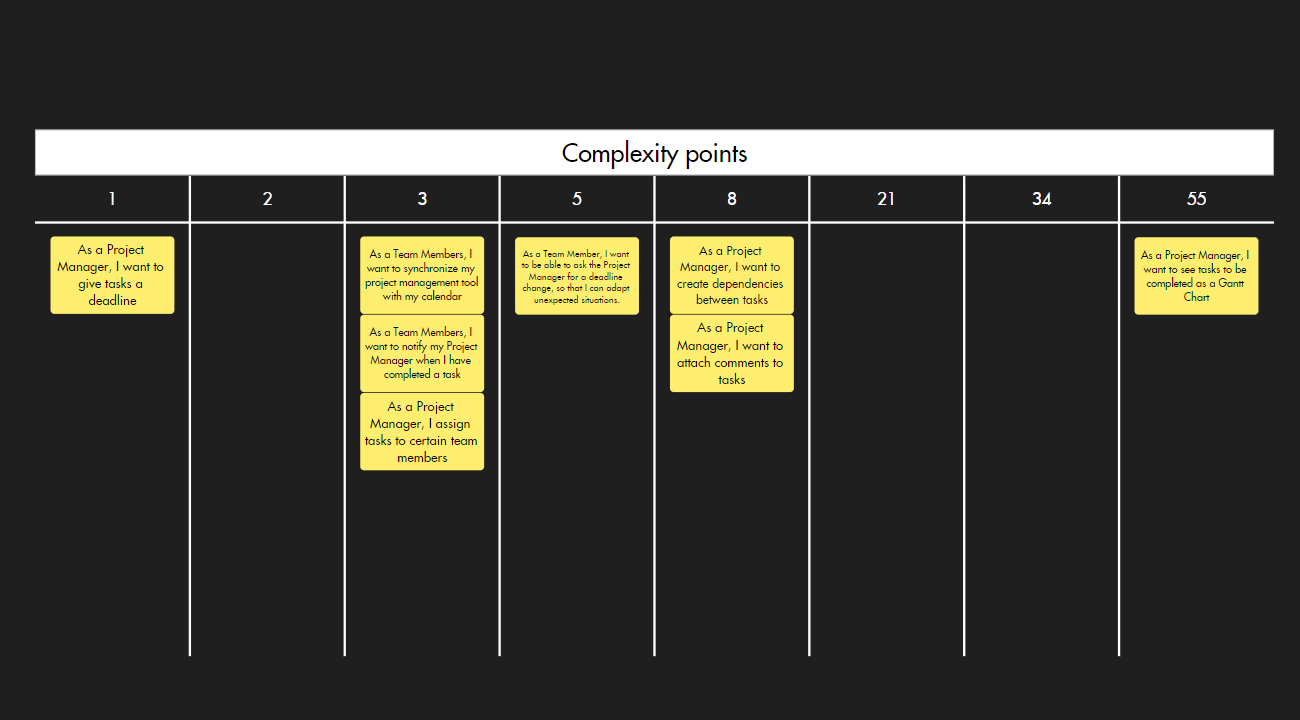 Complexity points
1
2
3
5
8
21
34
55
As a Project
Manager, I want to
give tasks a
deadline
As a Team Members, I
want to synchronize my
project management tool
with my calendar
As a Team Members, I
want to notify my Project
Manager when I have
completed a task
As a Project
Manager, I assign
tasks to certain team
members
As a Team Member, I want
to be able to ask the Project
Manager for a deadline
change, so that I can adapt
unexpected situations.
As a Project
Manager, I want to
create dependencies
between tasks
As a Project
Manager, I want to
attach comments to
tasks
As a Project Manager, I
want to see tasks to be
completed as a Gantt
Chart